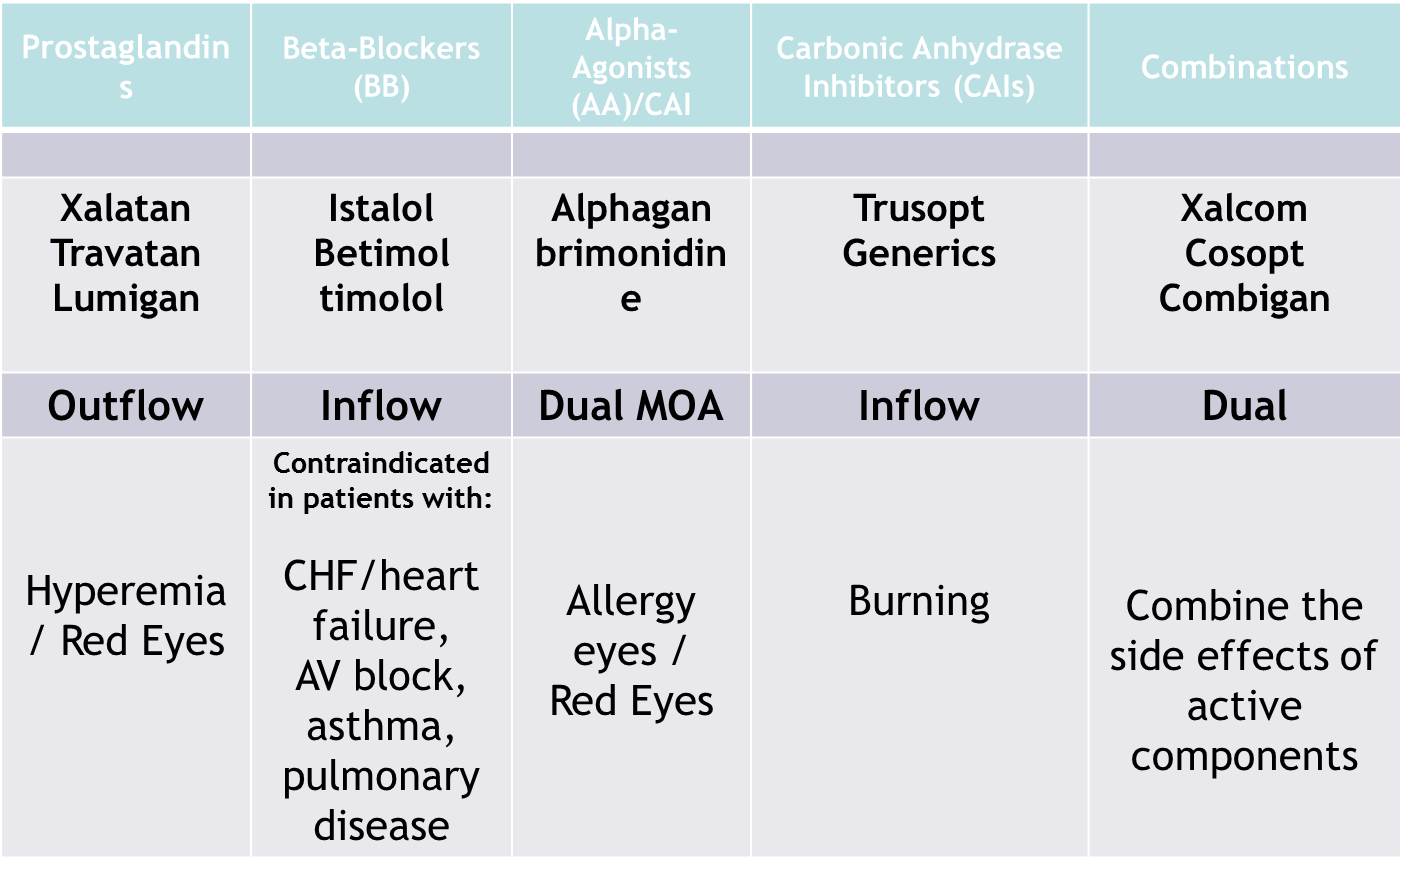 Prostaglandin
s
Beta-Blockers
(BB)
Alpha-
Agonists
(AA)/CAI
Carbonic Anhydrase
Inhibitors (CAIs)
Combinations
Xalatan
Travatan
Lumigan
Istalol
Betimol
timolol
Alphagan
brimonidin
e
Trusopt
Generics
Xalcom
Cosopt
Combigan
Outflow
Inflow
Dual MOA
Inflow
Dual
Hyperemia
/ Red Eyes
Contraindicated
in patients with:
CHF/heart
failure,
AV block,
asthma,
pulmonary
disease
Allergy
eyes /
Red Eyes
Burning
Combine the
side effects of
active
components